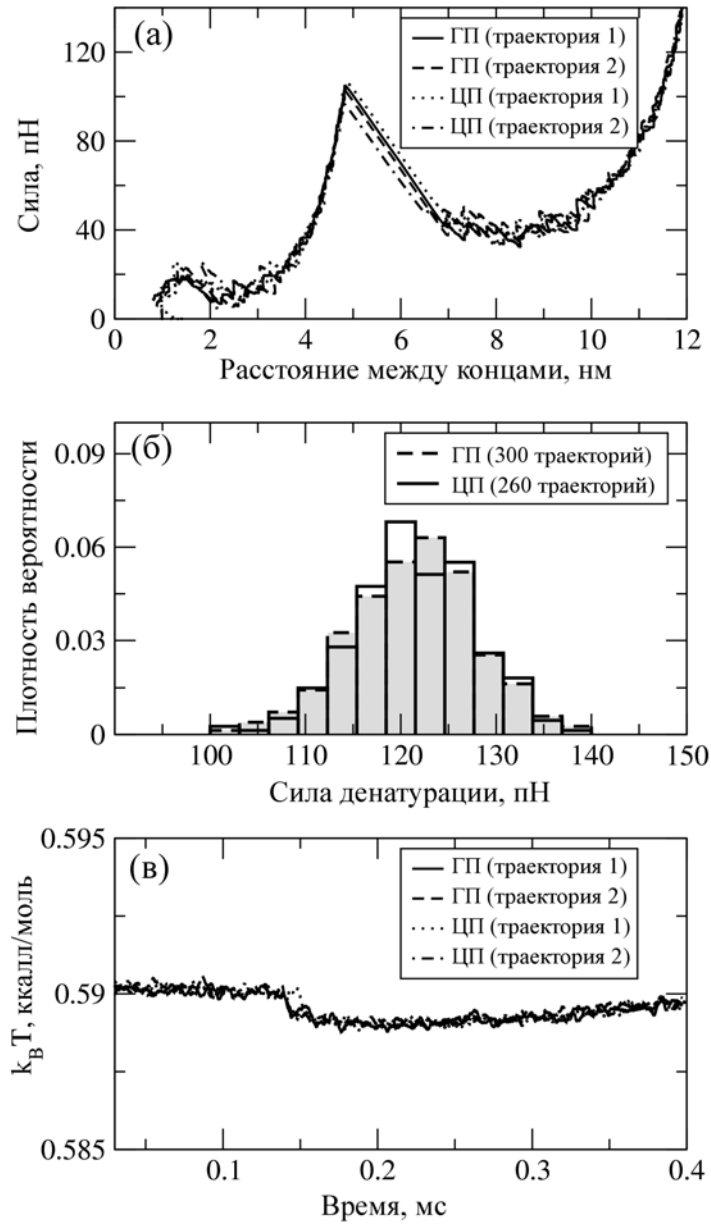 (а)
ГП (траектория 1)
ГП (траектория 2)
ЦП (траектория 1)
ЦП (траектория 2)
Сила, пН
120
80
40
0
0 2 4 6 8 10 12
Расстояние между концами, нм
(б)
ГП (300 траекторий)
ЦП (260 траекторий)
Плотность вероятности
0.09
0.06
0.03
0
100 110 120 130 140 150
Сила денатурации, пН
(в)
ГП (траектория 1)
ГП (траектория 2)
ЦП (траектория 1)
ЦП (траектория 2)
kBT, ккалл/моль
0.595
0.59
0.585
0.1 0.2 0.3 0.4
Время, мс